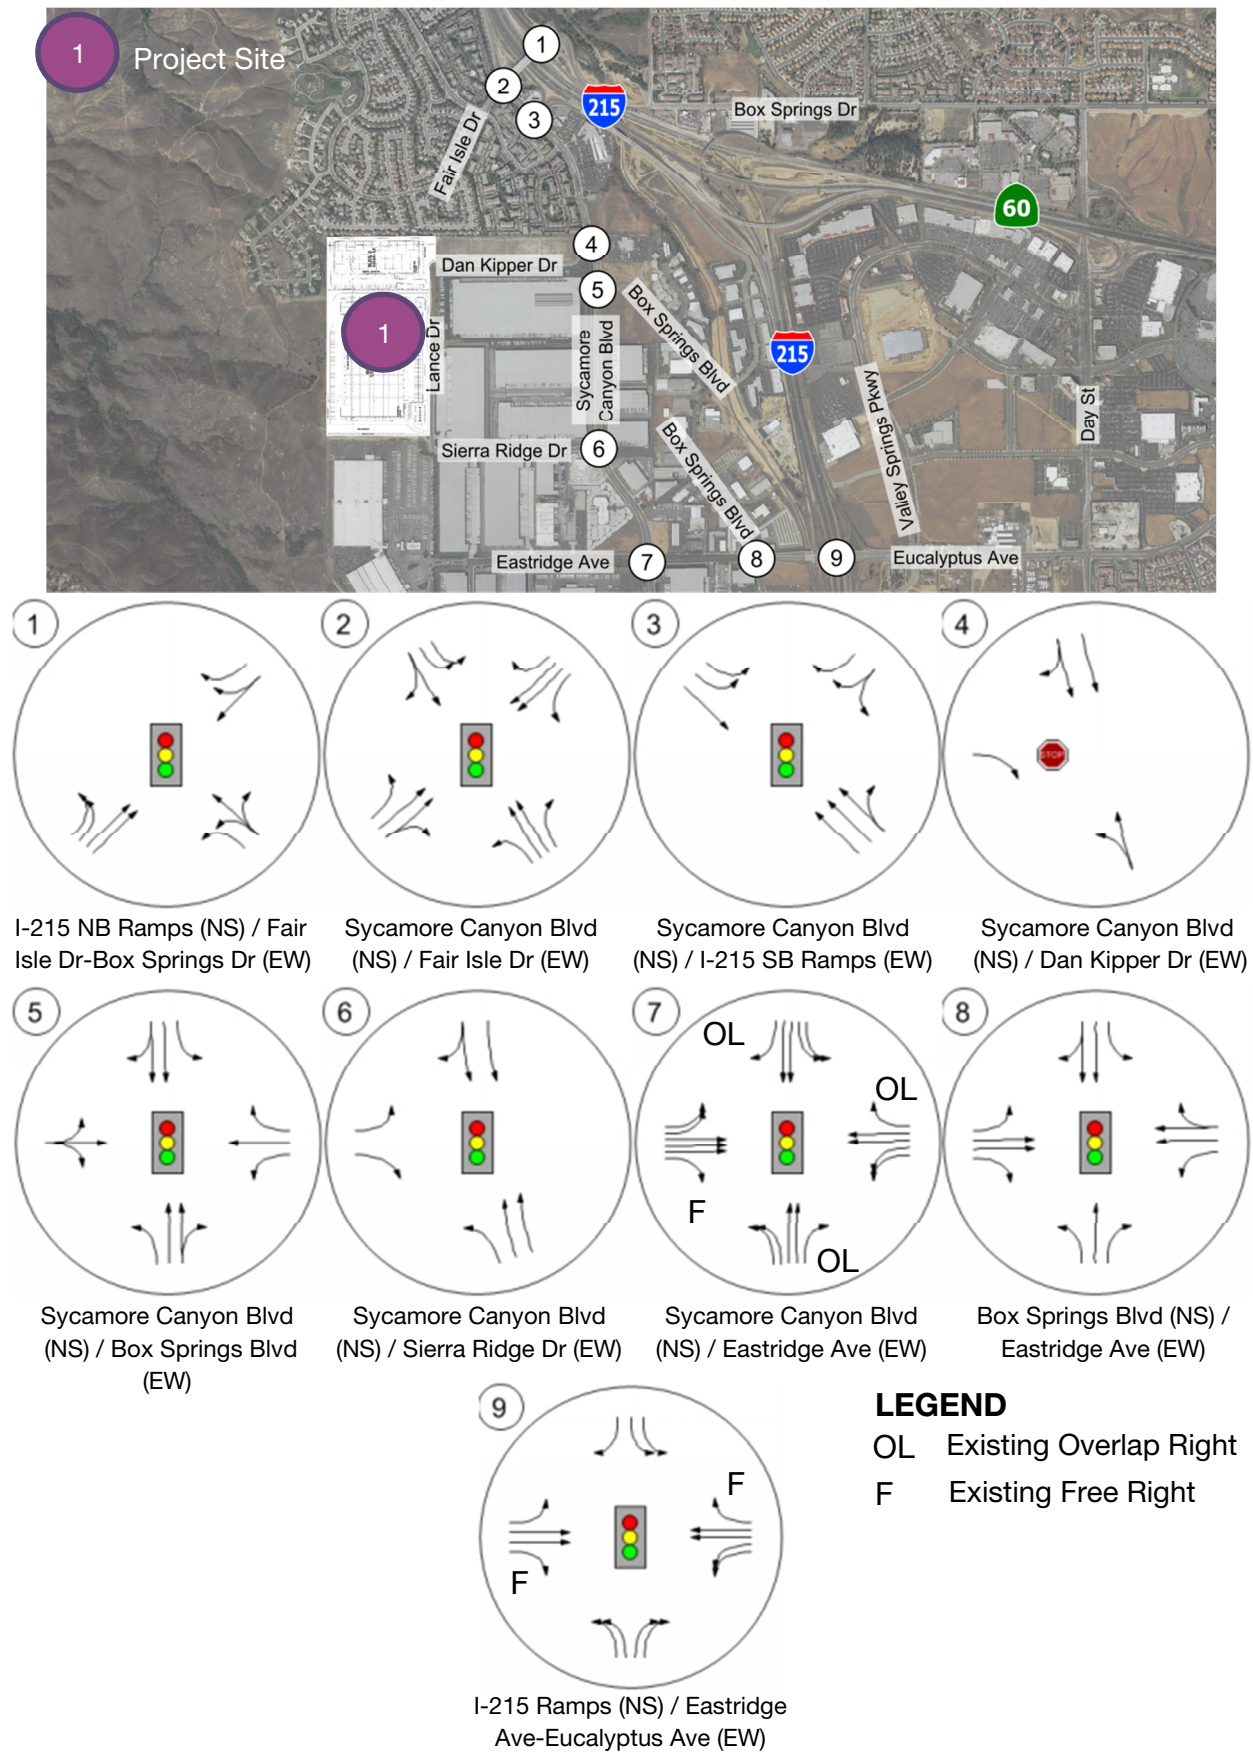 1 Project Site
1
2
3
215
Box Springs Dr
Fair Isle Dr
60
4
Dan Kipper Dr
5
1
Lance Dr
Sycamore
Canyon Blvd
Box Springs Blvd
215
Valley Springs Pkwy
Day St
Sierra Ridge Dr
6
Box Springs Blvd
Eastridge Ave
7
8
9
Eucalyptus Ave
1
2
3
4
STOP
I-215 NB Ramps (NS) / Fair
Isle Dr-Box Springs Dr (EW)
Sycamore Canyon Blvd
(NS) / Fair Isle Dr (EW)
Sycamore Canyon Blvd
(NS) / I-215 SB Ramps (EW)
Sycamore Canyon Blvd
(NS) / Dan Kipper Dr (EW)
5
6
7
OL
OL
F
OL
8
Sycamore Canyon Blvd
(NS) / Box Springs Blvd
(EW)
Sycamore Canyon Blvd
(NS) / Sierra Ridge Dr (EW)
Sycamore Canyon Blvd
(NS) / Eastridge Ave (EW)
Box Springs Blvd (NS) /
Eastridge Ave (EW)
9
F
F
I-215 Ramps (NS) / Eastridge
Ave-Eucalyptus Ave (EW)
LEGEND
OL Existing Overlap Right
F Existing Free Right